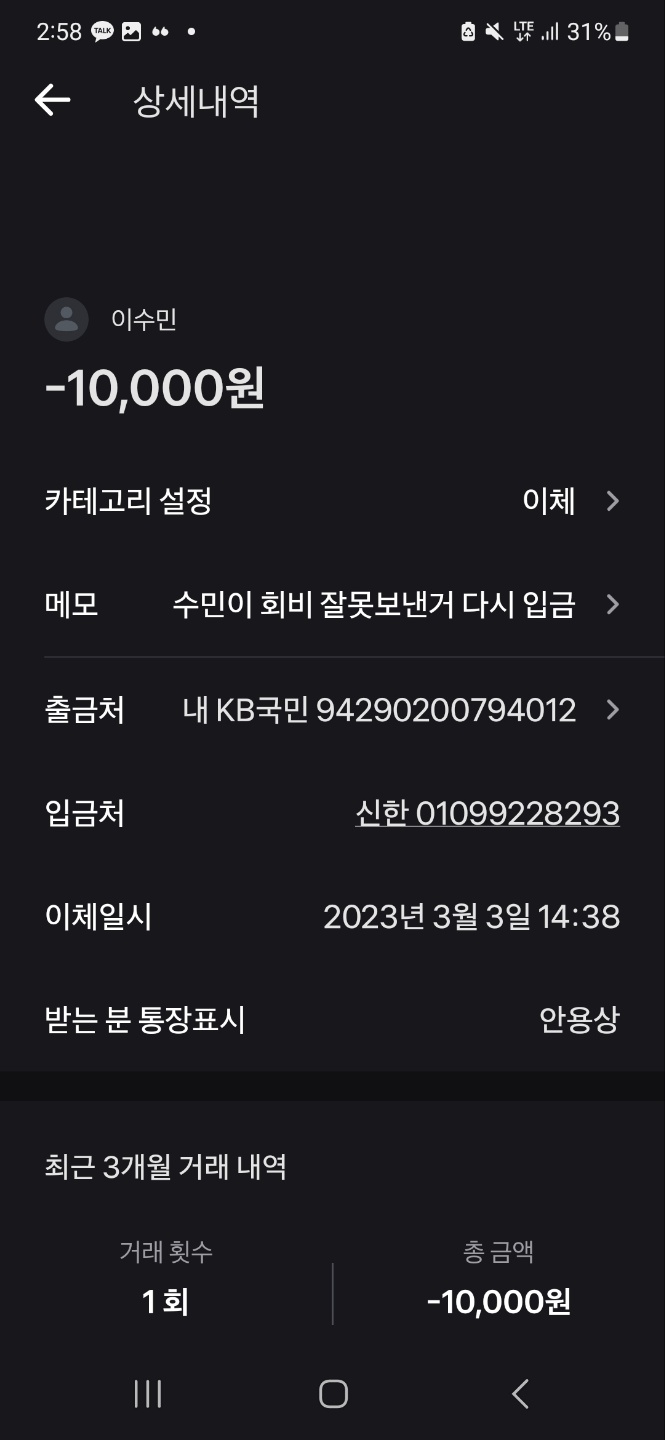 2:58 TALK LTE 31%
상세내역
이수민
-10,000원
카테고리 설정 이체
메모 수민이 회비 잘못보낸거 다시 입금
출금처 내 KB국민 94290200794012
입금처 신한 01099228293
이체일시 2023년 3월 3일 14:38
받는 분 통장표시 안용상
최근 3개월 거래 내역
거래 횟수 총 금액
1 회 -10,000원